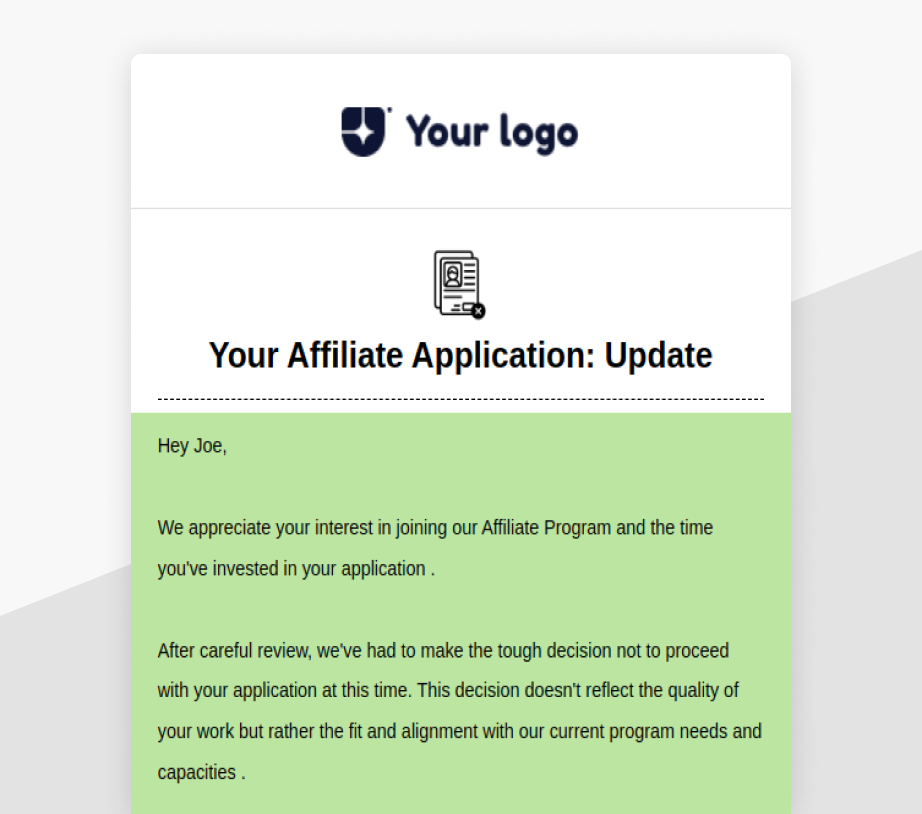 Your logo
Your Affiliate Application: Update
Hey Joe,
We appreciate your interest in joining our Affiliate Program and the time
you've invested in your application .
After careful review, we've had to make the tough decision not to proceed
with your application at this time. This decision doesn't reflect the quality of
your work but rather the fit and alignment with our current program needs and
capacities .